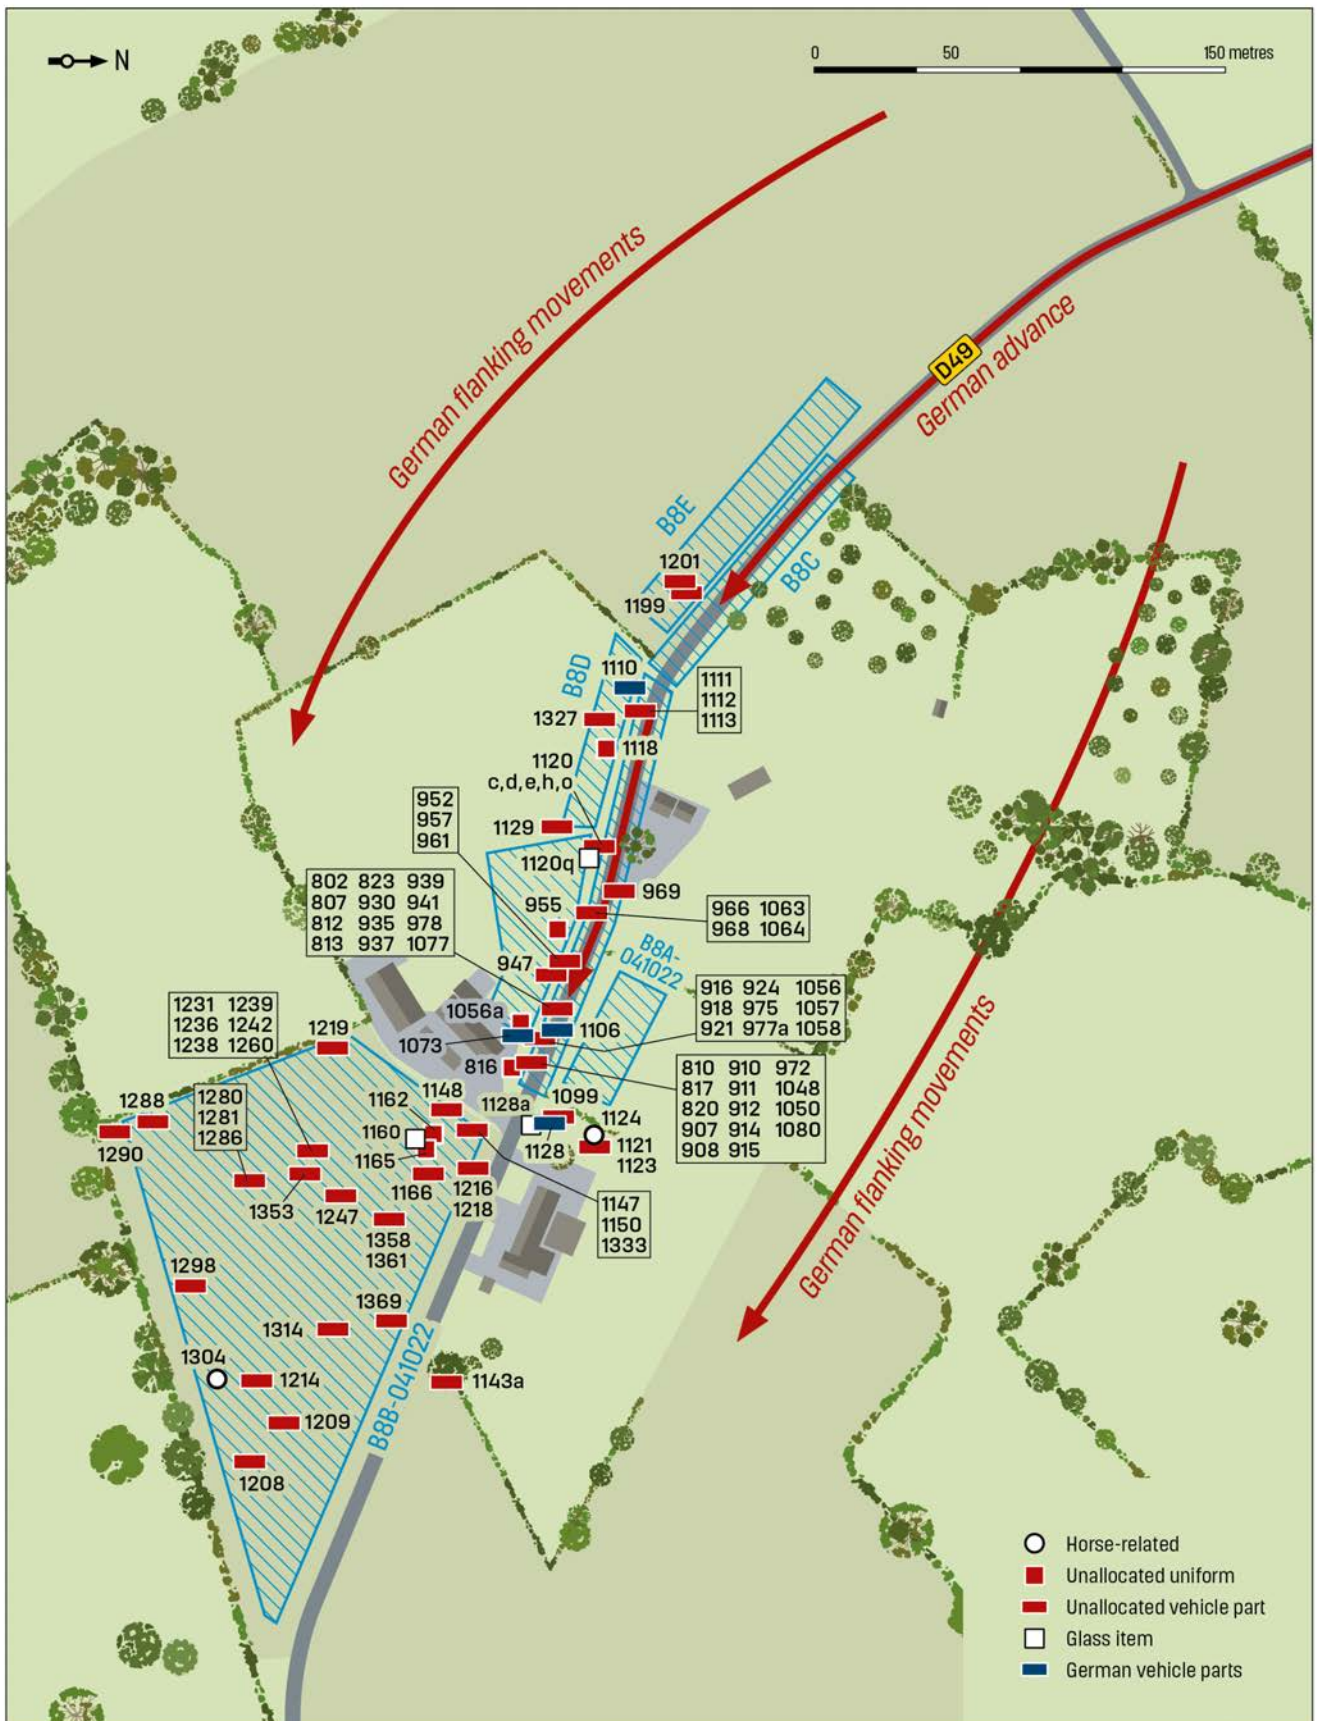 N
0 50 150 metres
German flanking movements
D49
German advance
B8E
B8C
1201
1199
B8D
1110
1111
1112
1113
1327
1118
1120
c,d,e,h,o
952
957
961
1129
1120q
969
802 823 939
807 930 941
812 935 978
813 937 1077
955
966 1063
968 1064
B8A-
041022
947
916 924 1056
918 975 1057
921 977a 1058
1231 1239
1236 1242
1238 1260
1056a
1106
1219
1073
816
810 910 972
817 911 1048
820 912 1050
907 914 1080
908 915
German flanking movements
1288
1280
1281
1286
1162
1148
1128a
1099
1124
1160
1290
1165
1128
1121
1123
1353
1247
1166
1216
1218
1147
1150
1333
1358
1361
1298
1369
1314
1304
1214
B8B-041022
1143a
1209
1208
Horse-related
Unallocated uniform
Unallocated vehicle part
Glass item
German vehicle parts